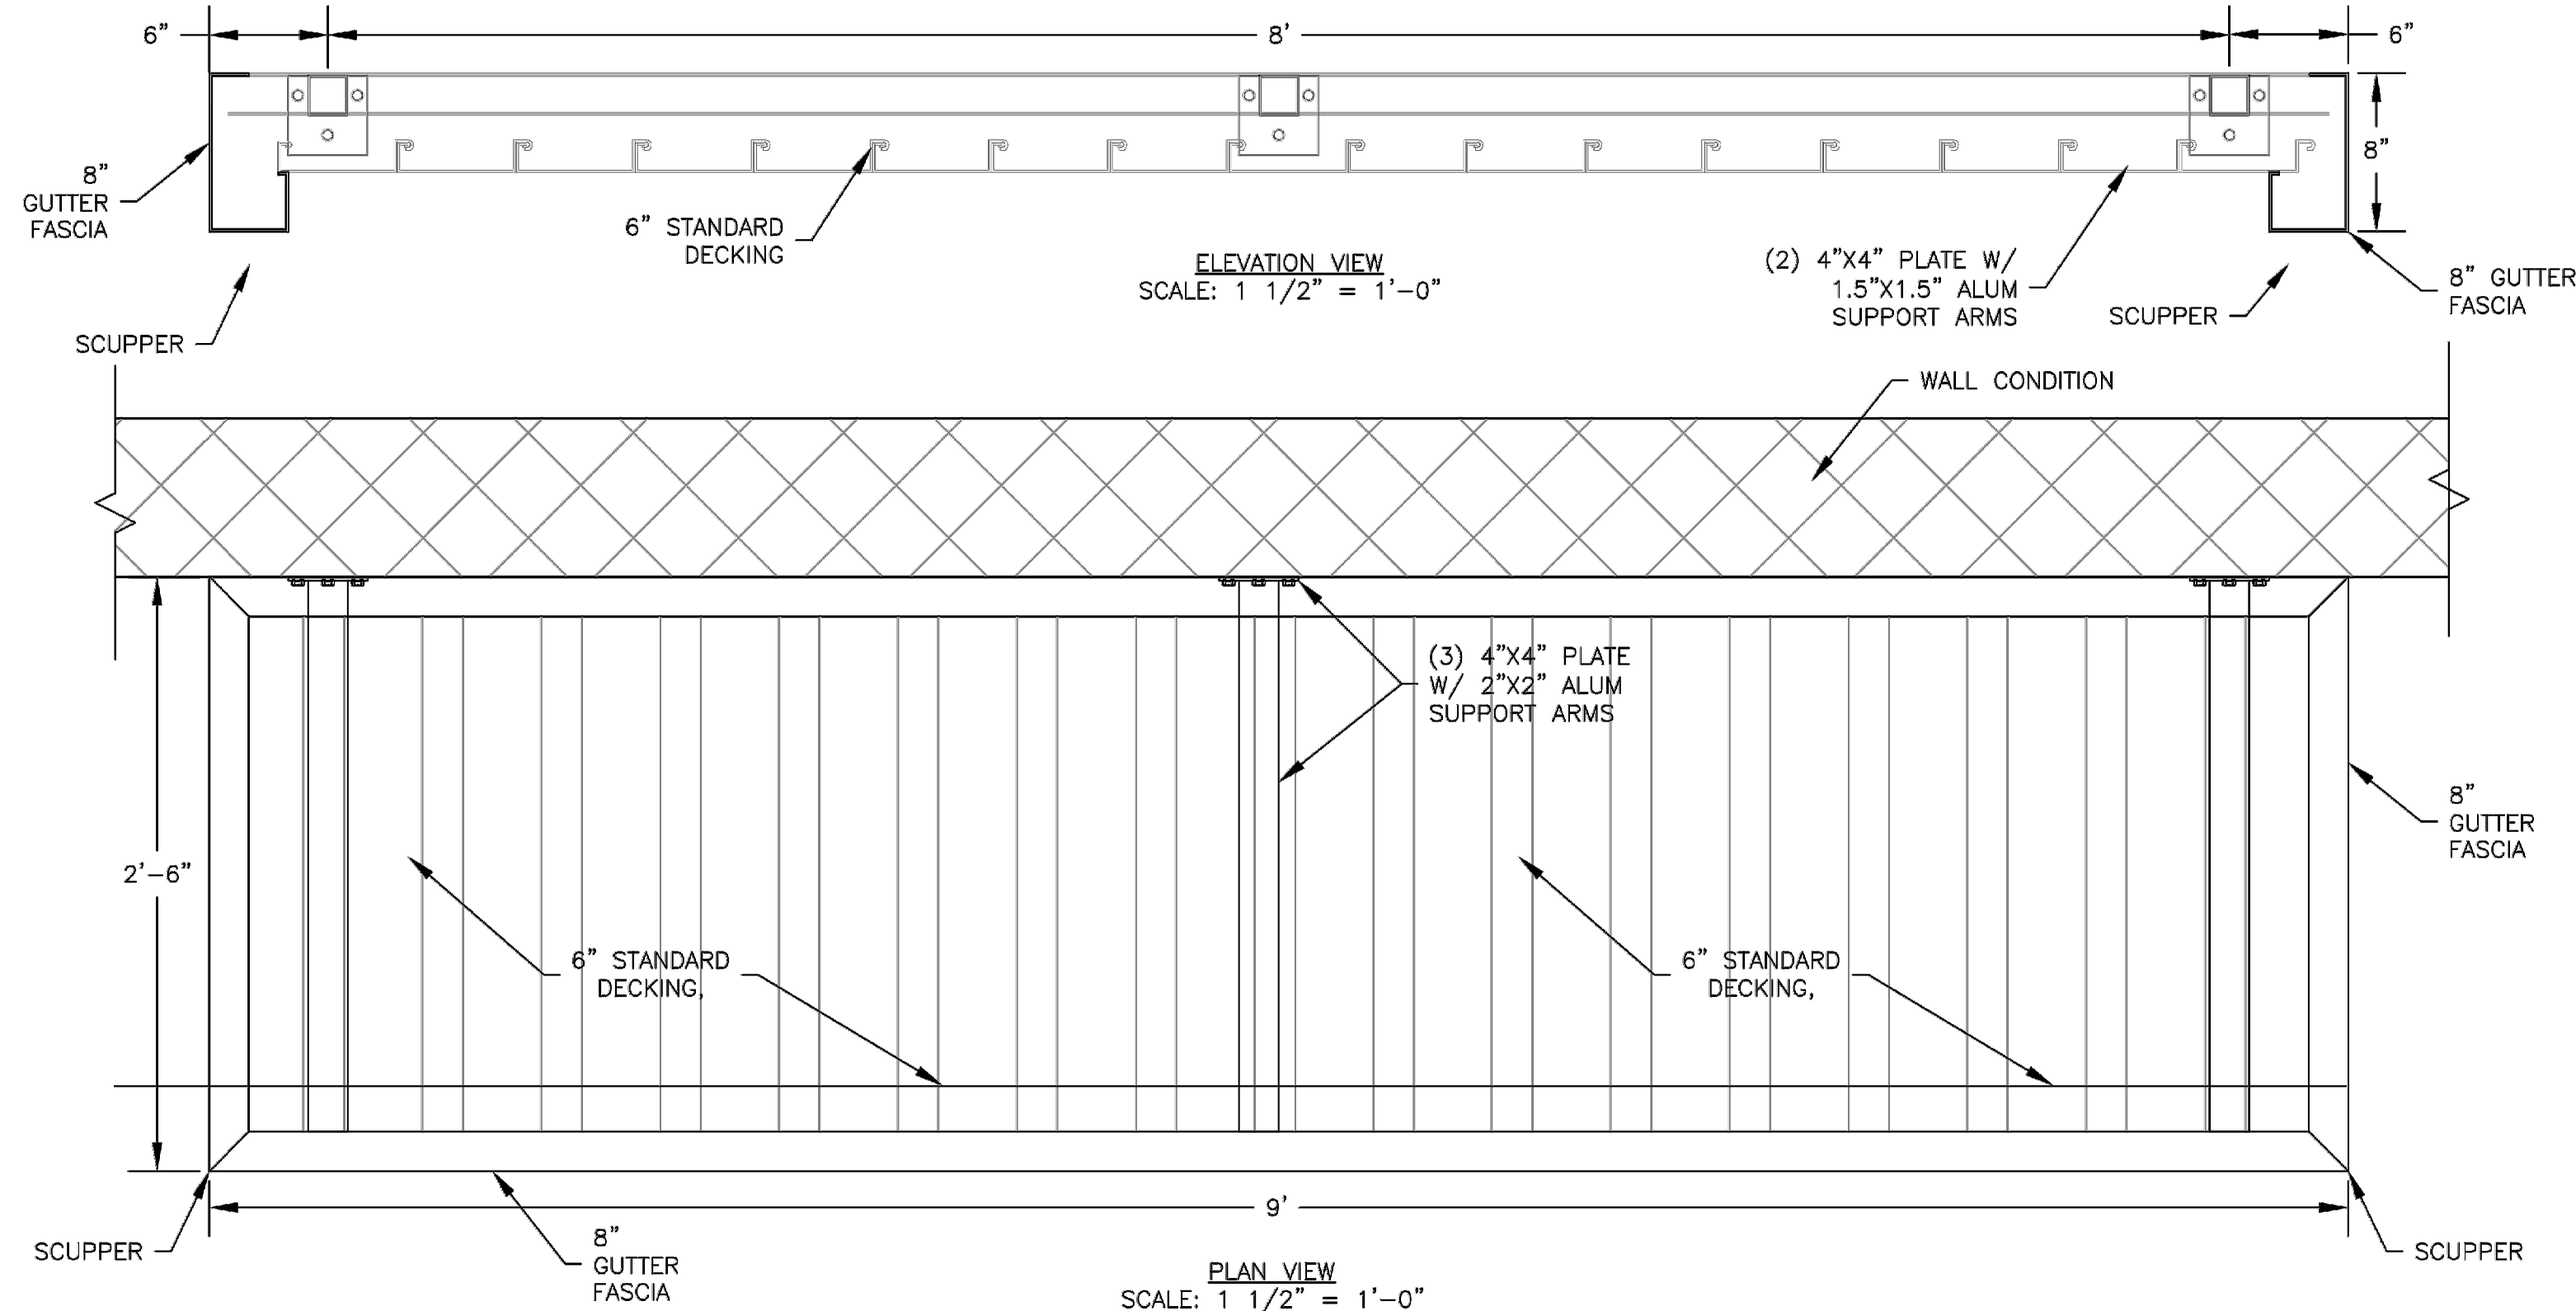 6”
8'
6”
8”
GUTTER
FASCIA
6” STANDARD
DECKING
8”
ELEVATION VIEW
SCALE: 1 1/2” = 1'-0”
(2) 4”X4” PLATE W/
1.5”X1.5” ALUM
SUPPORT ARMS
8” GUTTER
FASCIA
SCUPPER
SCUPPER
WALL CONDITION
(3) 4”X4” PLATE
W/ 2”X2” ALUM
SUPPORT ARMS
2'-6”
8”
GUTTER
FASCIA
6” STANDARD
DECKING,
6” STANDARD
DECKING,
9'
SCUPPER
8”
GUTTER
FASCIA
SCUPPER
PLAN VIEW
SCALE: 1 1/2” = 1'-0”